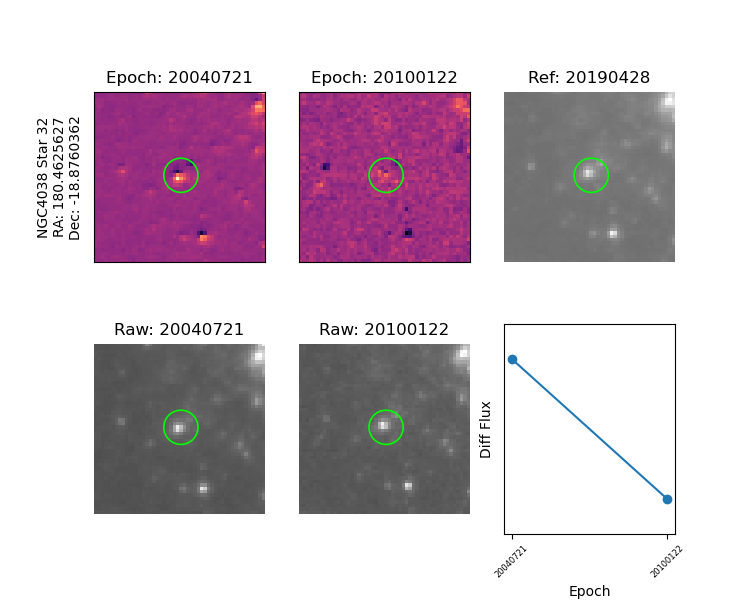 NGC4038 Star 32
RA: 180.4625627
Dec: -18.8760362
Epoch: 20040721
Epoch: 20100122
Ref: 20190428
Raw: 20040721
Raw: 20100122
Diff Flux
20040721
20100122
Epoch